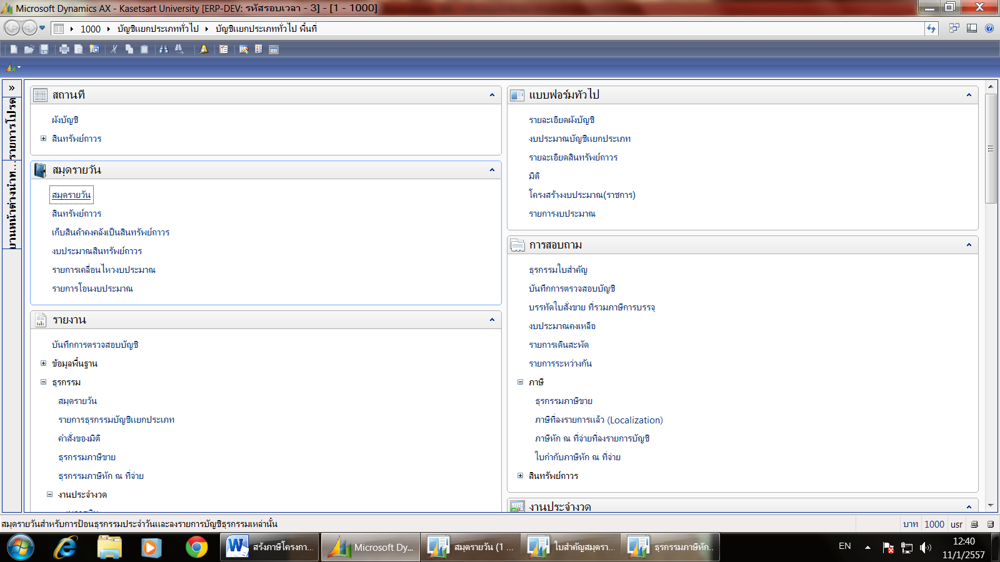 Microsoft Dynamics AX - Kasetsart University [ERP-DEV: รหัสรอบเวลา - 3] - [1 - 1000]
1000 บัญชีแยกประเภททั่วไป บัญชีแยกประเภททั่วไป พื้นที่
รายการโปรด
สถานที่
ผังบัญชี
สินทรัพย์ถาวร
สมุดรายวัน
สมุดรายวัน
สินทรัพย์ถาวร
เก็บสินค้าคงคลังเป็นสินทรัพย์ถาวร
งบประมาณสินทรัพย์ถาวร
รายการเคลื่อนไหวงบประมาณ
รายการโอนงบประมาณ
รายงาน
บันทึกการตรวจสอบบัญชี
ข้อมูลพื้นฐาน
ธุรกรรม
สมุดรายวัน
รายการธุรกรรมบัญชีแยกประเภท
คำสั่งของมิติ
ธุรกรรมภาษีขาย
ธุรกรรมภาษีหัก ณ ที่จ่าย
งานประจำงวด
แบบฟอร์มทั่วไป
รายละเอียดผังบัญชี
งบประมาณบัญชีแยกประเภท
รายละเอียดสินทรัพย์ถาวร
มิติ
โครงสร้างงบประมาณ(ราชการ)
รายการงบประมาณ
การสอบถาม
ธุรกรรมใบสำคัญ
บันทึกการตรวจสอบบัญชี
บรรทัดใบสั่งขาย ที่รวมภาษีการบรรจุ
งบประมาณคงเหลือ
รายการเดินสะพัด
รายการระหว่างกัน
ภาษี
ธุรกรรมภาษีขาย
ภาษีที่ลงรายการแล้ว (Localization)
ภาษีหัก ณ ที่จ่ายที่ลงรายการบัญชี
ใบกำกับภาษีหัก ณ ที่จ่าย
สินทรัพย์ถาวร
งานประจำงวด
สมุดรายวันสำหรับการป้อนธุรกรรมประจำวันและลงรายการบัญชีธุรกรรมเหล่านั้น
บาท 1000 usr
สร้งภาษีโครงกา...
Microsoft Dy...
สมุดรายวัน (1 ...
ใบสำคัญสมุดรา...
ธุรกรรมภาษีหัก..
EN
12:40
11/1/2557